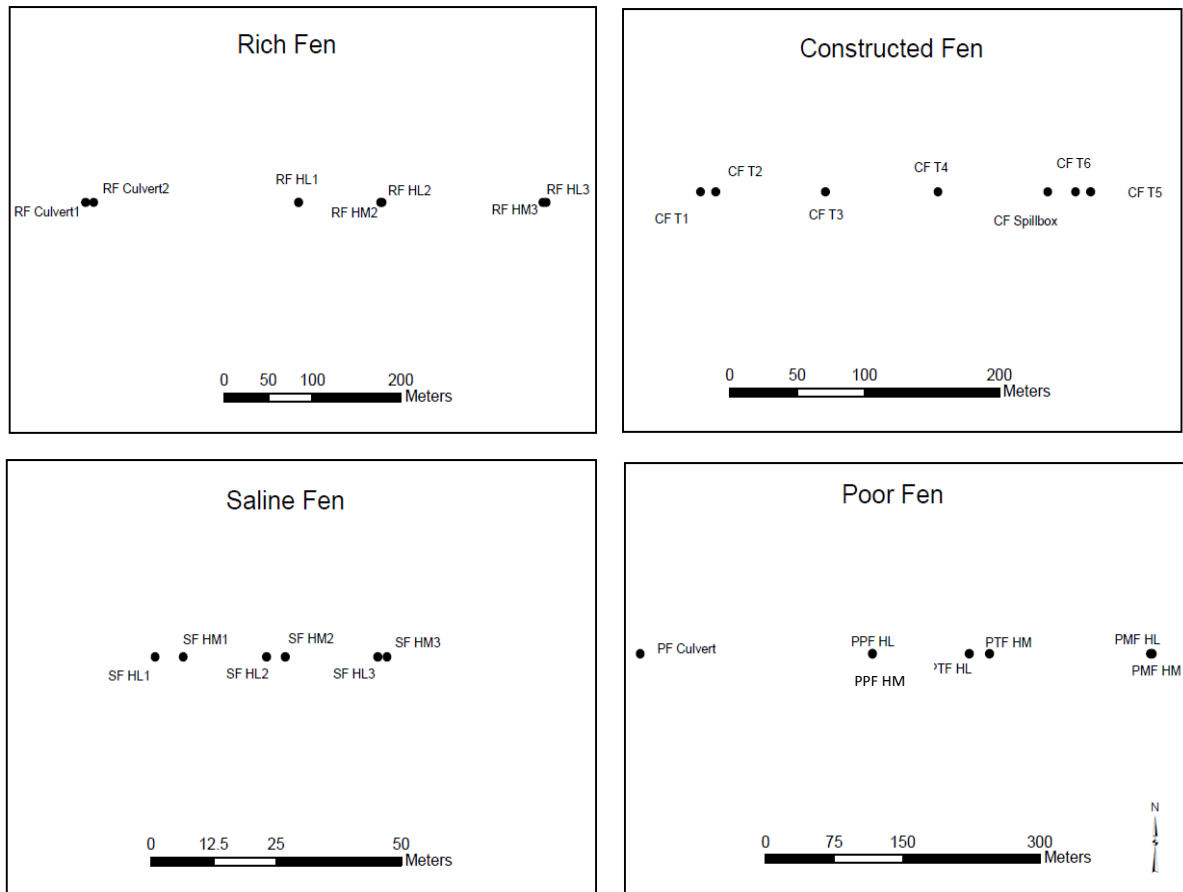 Rich Fen
RF Culvert1
RF Culvert2
RF HL1
RF HM2
RF HL2
RF HM3
RF HL3
0 50 100 200
Meters
Constructed Fen
CF T1
CF T2
CF T3
CF T4
CF Spillbox
CF T6
CF T5
0 50 100 200
Meters
Saline Fen
SF HL1
SF HM1
SF HL2
SF HM2
SF HL3
SF HM3
0 12.5 25 50
Meters
Poor Fen
PF Culvert
PPF HL
PPF HM
PTF HL
PTF HM
PMF HL
PMF HM
0 75 150 300
Meters
N